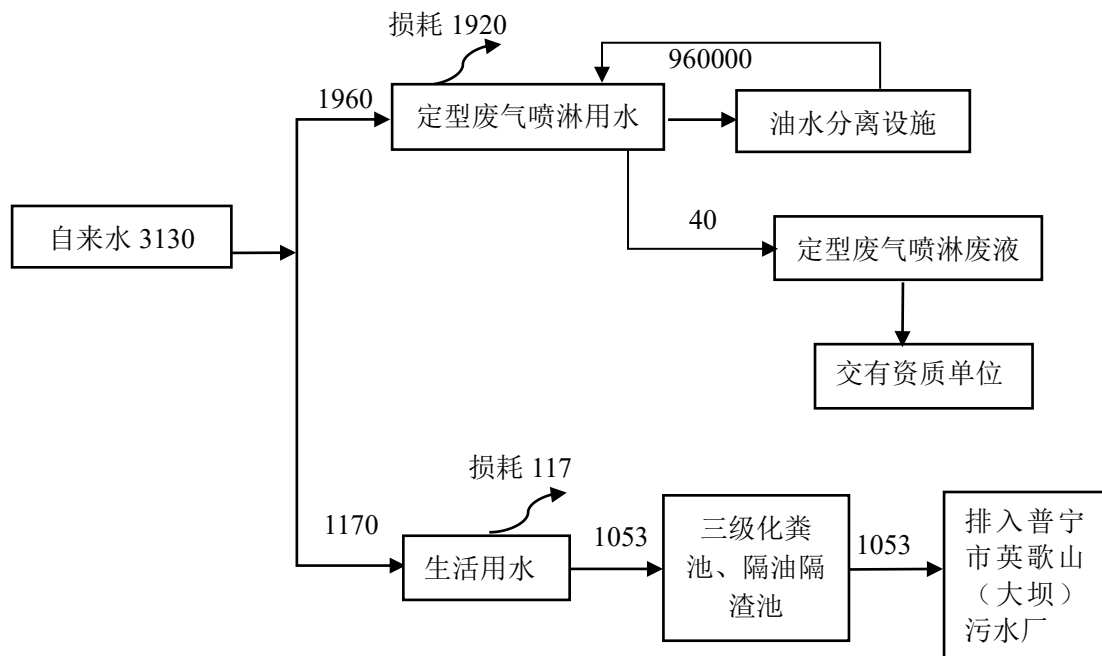 损耗 1920
960000
1960
定型废气喷淋用水
油水分离设施
自来水 3130
40
定型废气喷淋废液
交有资质单位
损耗 117
1170
生活用水
1053
三级化粪
池、隔油隔
渣池
1053
排入普宁
市英歌山
（大坝）
污水厂